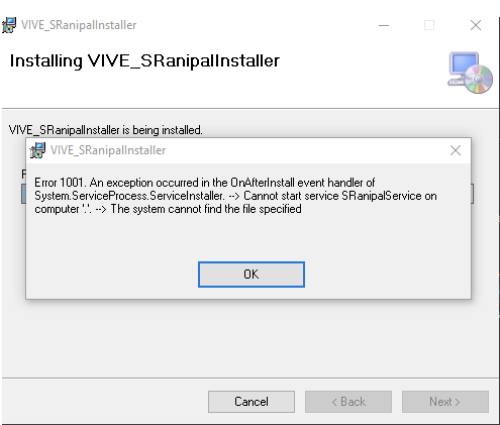 VIVE_SRanipalInstaller
Installing VIVE_SRanipalInstaller
VIVE_SRanipalInstaller is being installed.
VIVE_SRanipalInstaller
Error 1001. An exception occurred in the OnAfterInstall event handler of
System.ServiceProcess.ServiceInstaller. --> Cannot start service SRanipalService on
computer '.'. --> The system cannot find the file specified
OK
Cancel
< Back
Next >